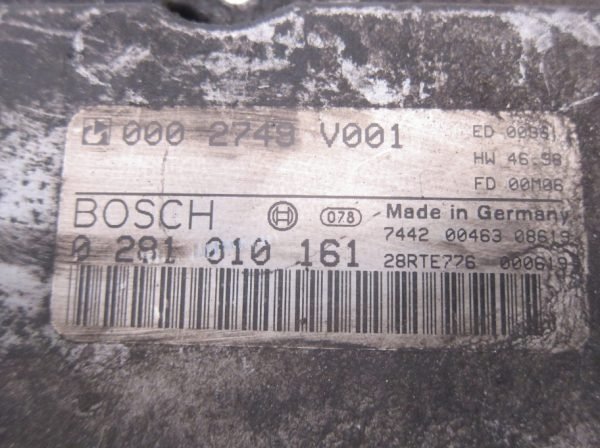 000 2749 V001
ED 00951
HW 46.98
FD 00M06
BOSCH 078 Made in Germany
0 281 010 161
7442 00463 08619
28RTE776 000619